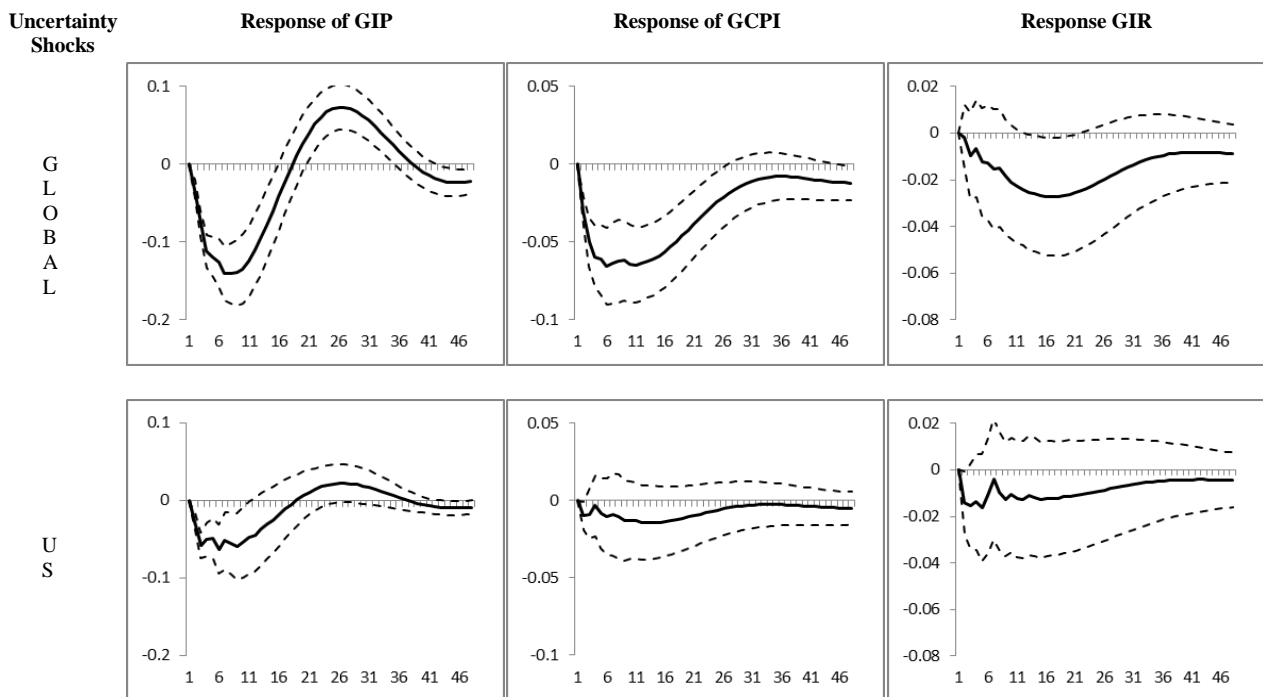 Uncertainty
Shocks
Response of GIP
Response of GCPI
Response GIR
G
L
O
B
A
L
0.1
0
-0.1
-0.2
1 6 11 16 21 26 31 36 41 46
0.05
0
-0.05
-0.1
1 6 11 16 21 26 31 36 41 46
0.02
0
-0.02
-0.04
-0.06
-0.08
1 6 11 16 21 26 31 36 41 46
U
S
0.1
0
-0.1
-0.2
1 6 11 16 21 26 31 36 41 46
0.05
0
-0.05
-0.1
1 6 11 16 21 26 31 36 41 46
0.02
0
-0.02
-0.04
-0.06
-0.08
1 6 11 16 21 26 31 36 41 46